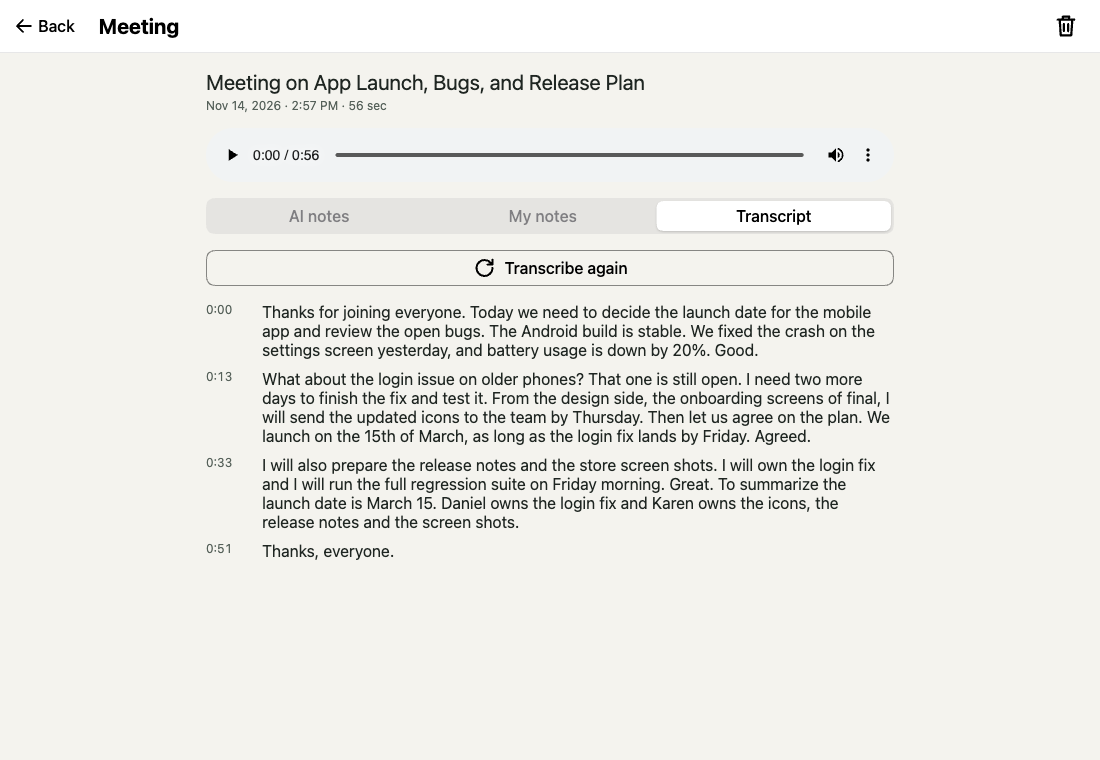 Back Meeting
Meeting on App Launch, Bugs, and Release Plan
Nov 14, 2026 · 2:57 PM · 56 sec
0:00 / 0:56
AI notes My notes Transcript
Transcribe again
0:00 Thanks for joining everyone. Today we need to decide the launch date for the mobile
app and review the open bugs. The Android build is stable. We fixed the crash on the
settings screen yesterday, and battery usage is down by 20%. Good.
0:13 What about the login issue on older phones? That one is still open. I need two more
days to finish the fix and test it. From the design side, the onboarding screens of final, I
will send the updated icons to the team by Thursday. Then let us agree on the plan. We
launch on the 15th of March, as long as the login fix lands by Friday. Agreed.
0:33 I will also prepare the release notes and the store screen shots. I will own the login fix
and I will run the full regression suite on Friday morning. Great. To summarize the
launch date is March 15. Daniel owns the login fix and Karen owns the icons, the
release notes and the screen shots.
0:51 Thanks, everyone.